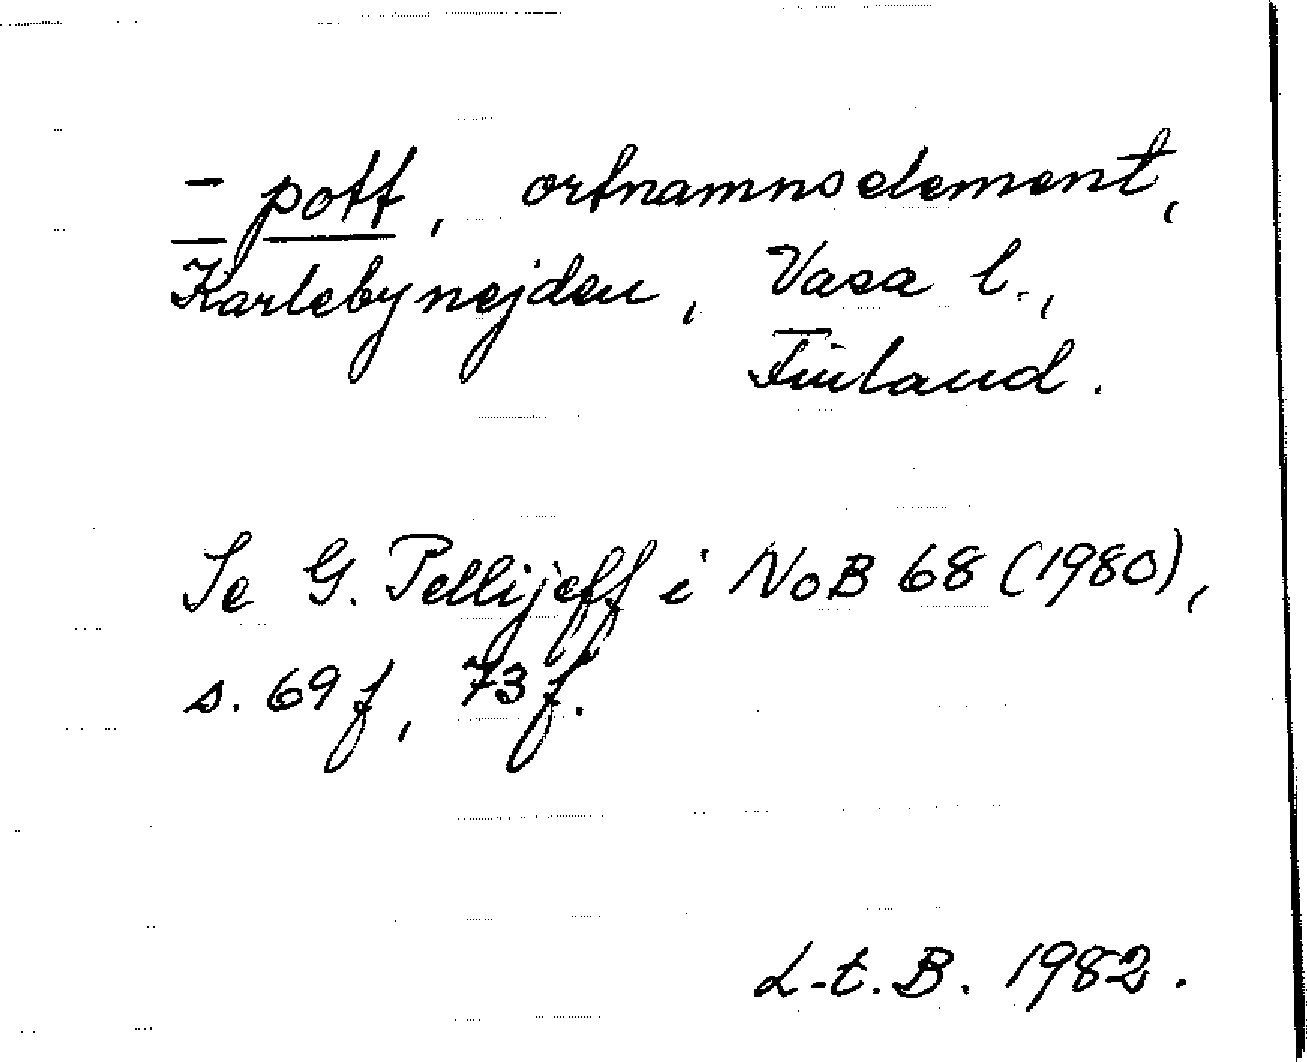 - pott, ortnamnselement,
Karlebynejden, Vasa l.,
Finland.
Se G. Pellijeff i NoB 68 (1980),
s. 69 f, 73 f.
L-t. B. 1982.